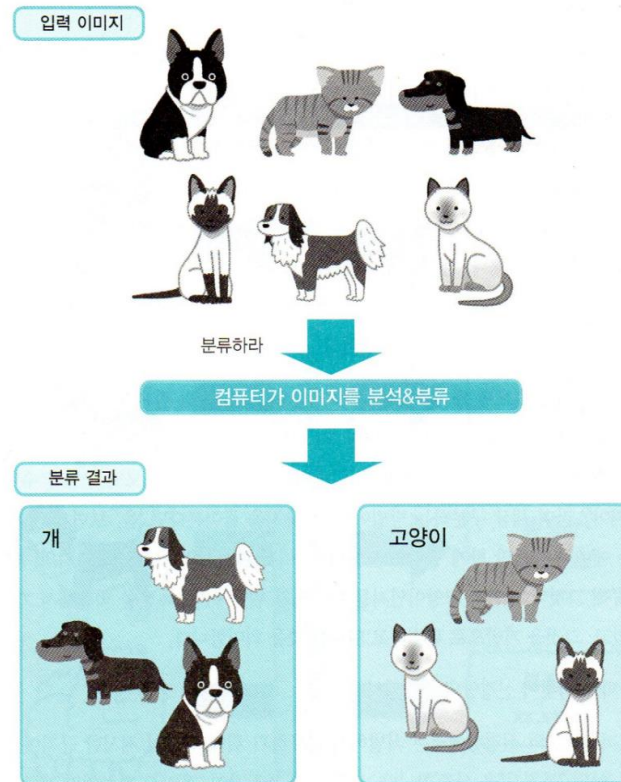 입력 이미지
분류하라
컴퓨터가 이미지를 분석&분류
분류 결과
개
고양이